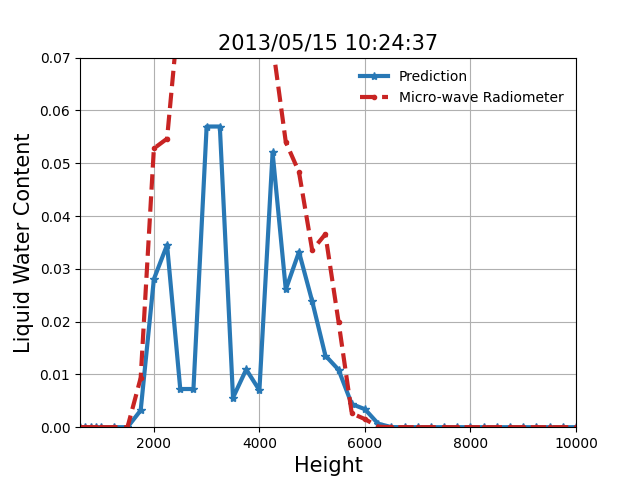 2013/05/15 10:24:37
0.07
0.06
0.05
0.04
0.03
0.02
0.01
0.00
Liquid Water Content
Prediction
Micro-wave Radiometer
2000 4000 6000 8000 10000
Height